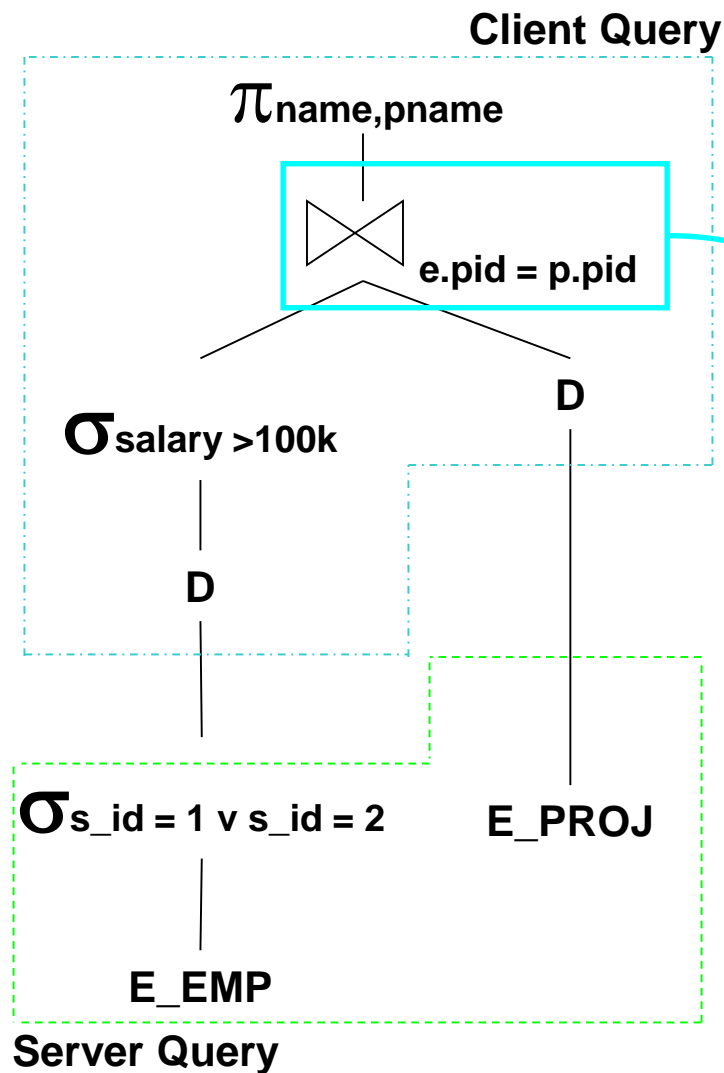 Client Query
πname,pname
e.pid = p.pid
D
σsalary >100k
D
σs_id = 1 v s_id = 2
E_PROJ
E_EMP
Server Query